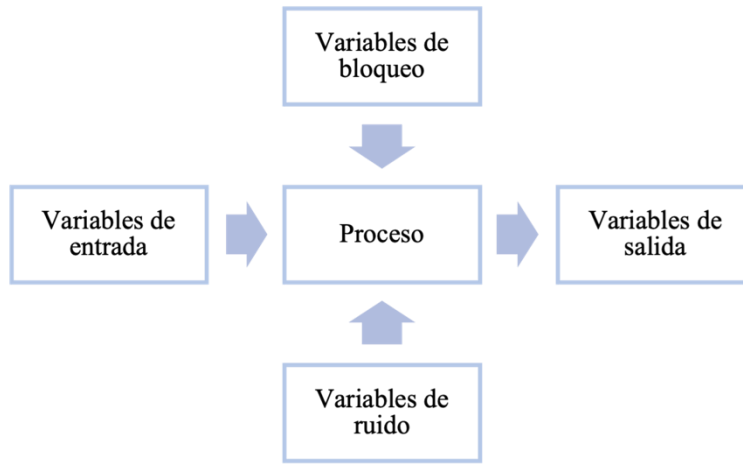 Variables de
bloqueo
Variables de
entrada
Proceso
Variables de
salida
Variables de
ruido